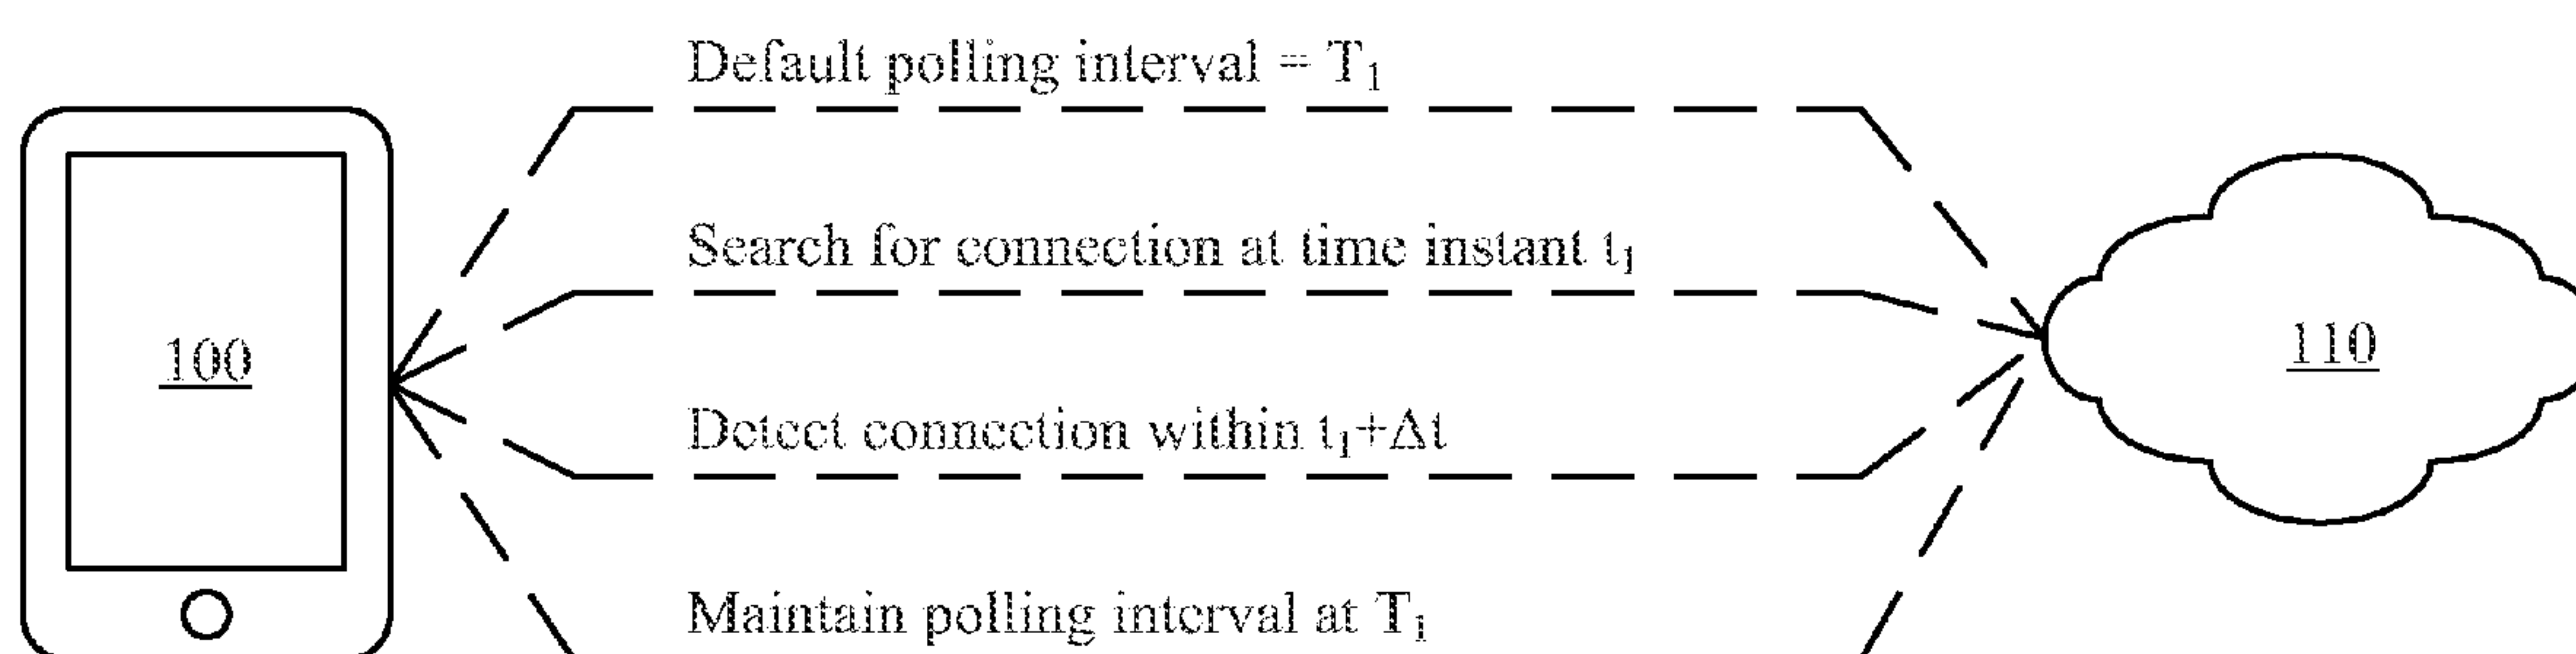 Default polling interval = T₁
Search for connection at time instant t₁
100
110
Detect connection within t₁+Δt
Maintain polling interval at T₁